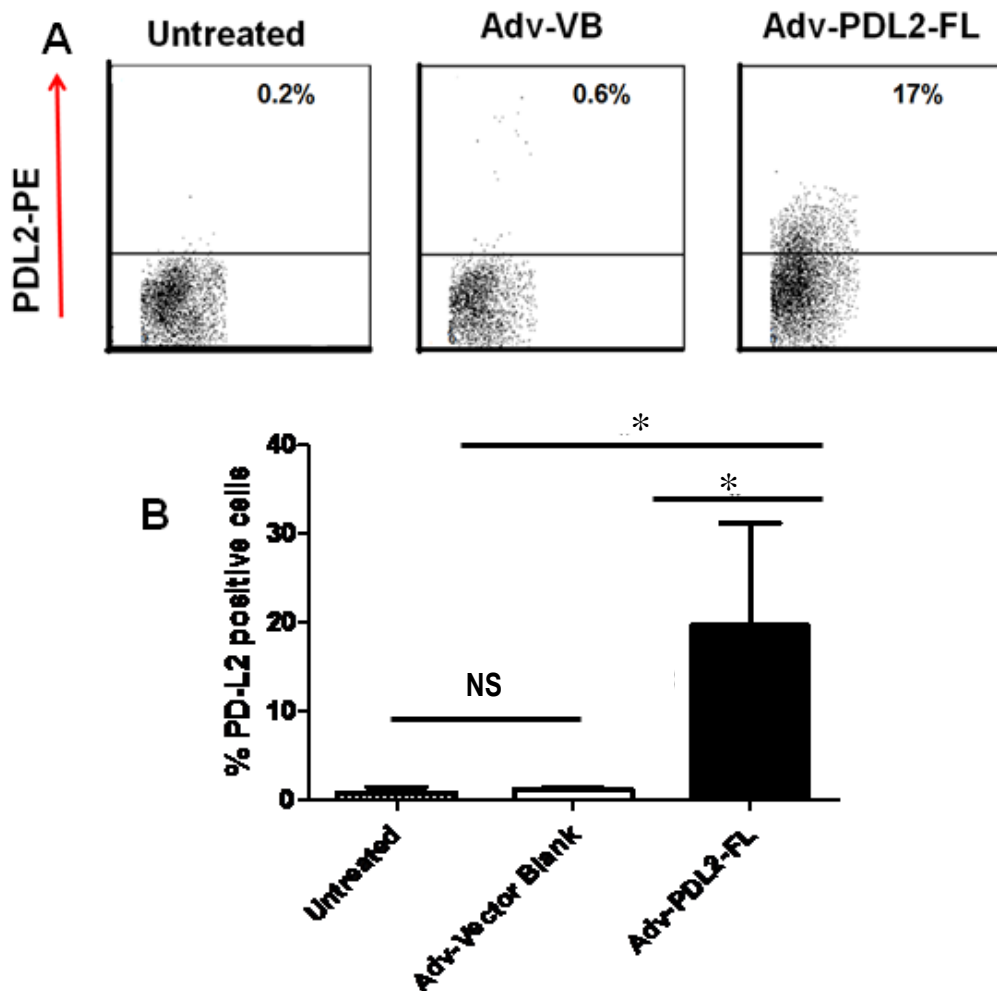 A
Untreated
Adv-VB
Adv-PDL2-FL
0.2%
0.6%
17%
PDL2-PE
B
% PD-L2 positive cells
40
30
20
10
0
*
*
NS
Untreated
Adv-Vector Blank
Adv-PDL2-FL